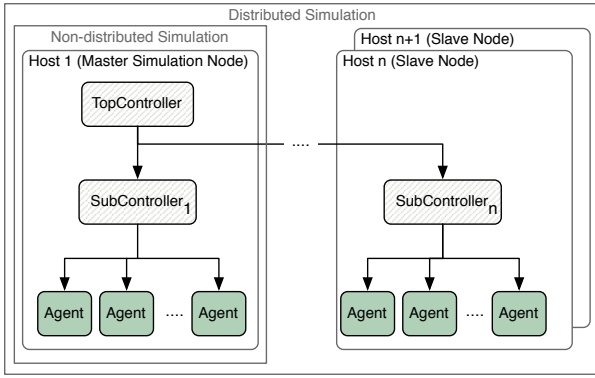 Distributed Simulation
Non-distributed Simulation
Host 1 (Master Simulation Node)
TopController
SubController1
Agent Agent .... Agent
....
Host n+1 (Slave Node)
Host n (Slave Node)
SubControllern
Agent Agent .... Agent